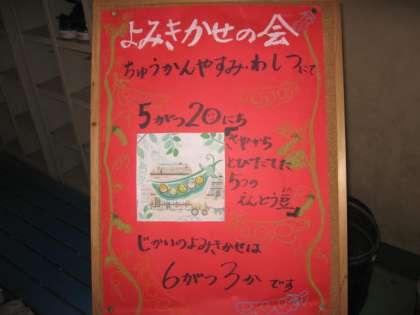 よみきかせの会
ちゅうかんやすみ・わしつにて
5がつ20にち
「さやから
とびだした
5つの
えんどう豆」
じかいのよみきかせは
6がつ3かです